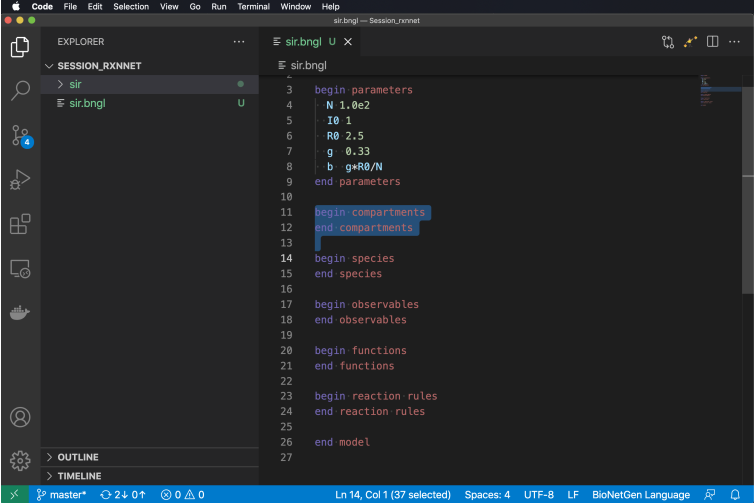 Code File Edit Selection View Go Run Terminal Window Help
sir.bngl — Session_rxnnet
EXPLORER
SESSION_RXNNET
sir
sir.bngl U
4
OUTLINE
TIMELINE
sir.bngl U
sir.bngl
3 begin parameters
4 N 1.0e2
5 I0 1
6 R0 2.5
7 g 0.33
8 b g*R0/N
9 end parameters
10
11 begin compartments
12 end compartments
13
14 begin species
15 end species
16
17 begin observables
18 end observables
19
20 begin functions
21 end functions
22
23 begin reaction rules
24 end reaction rules
25
26 end model
27
master* 2↓ 0↑ 0 0 Ln 14, Col 1 (37 selected) Spaces: 4 UTF-8 LF BioNetGen Language